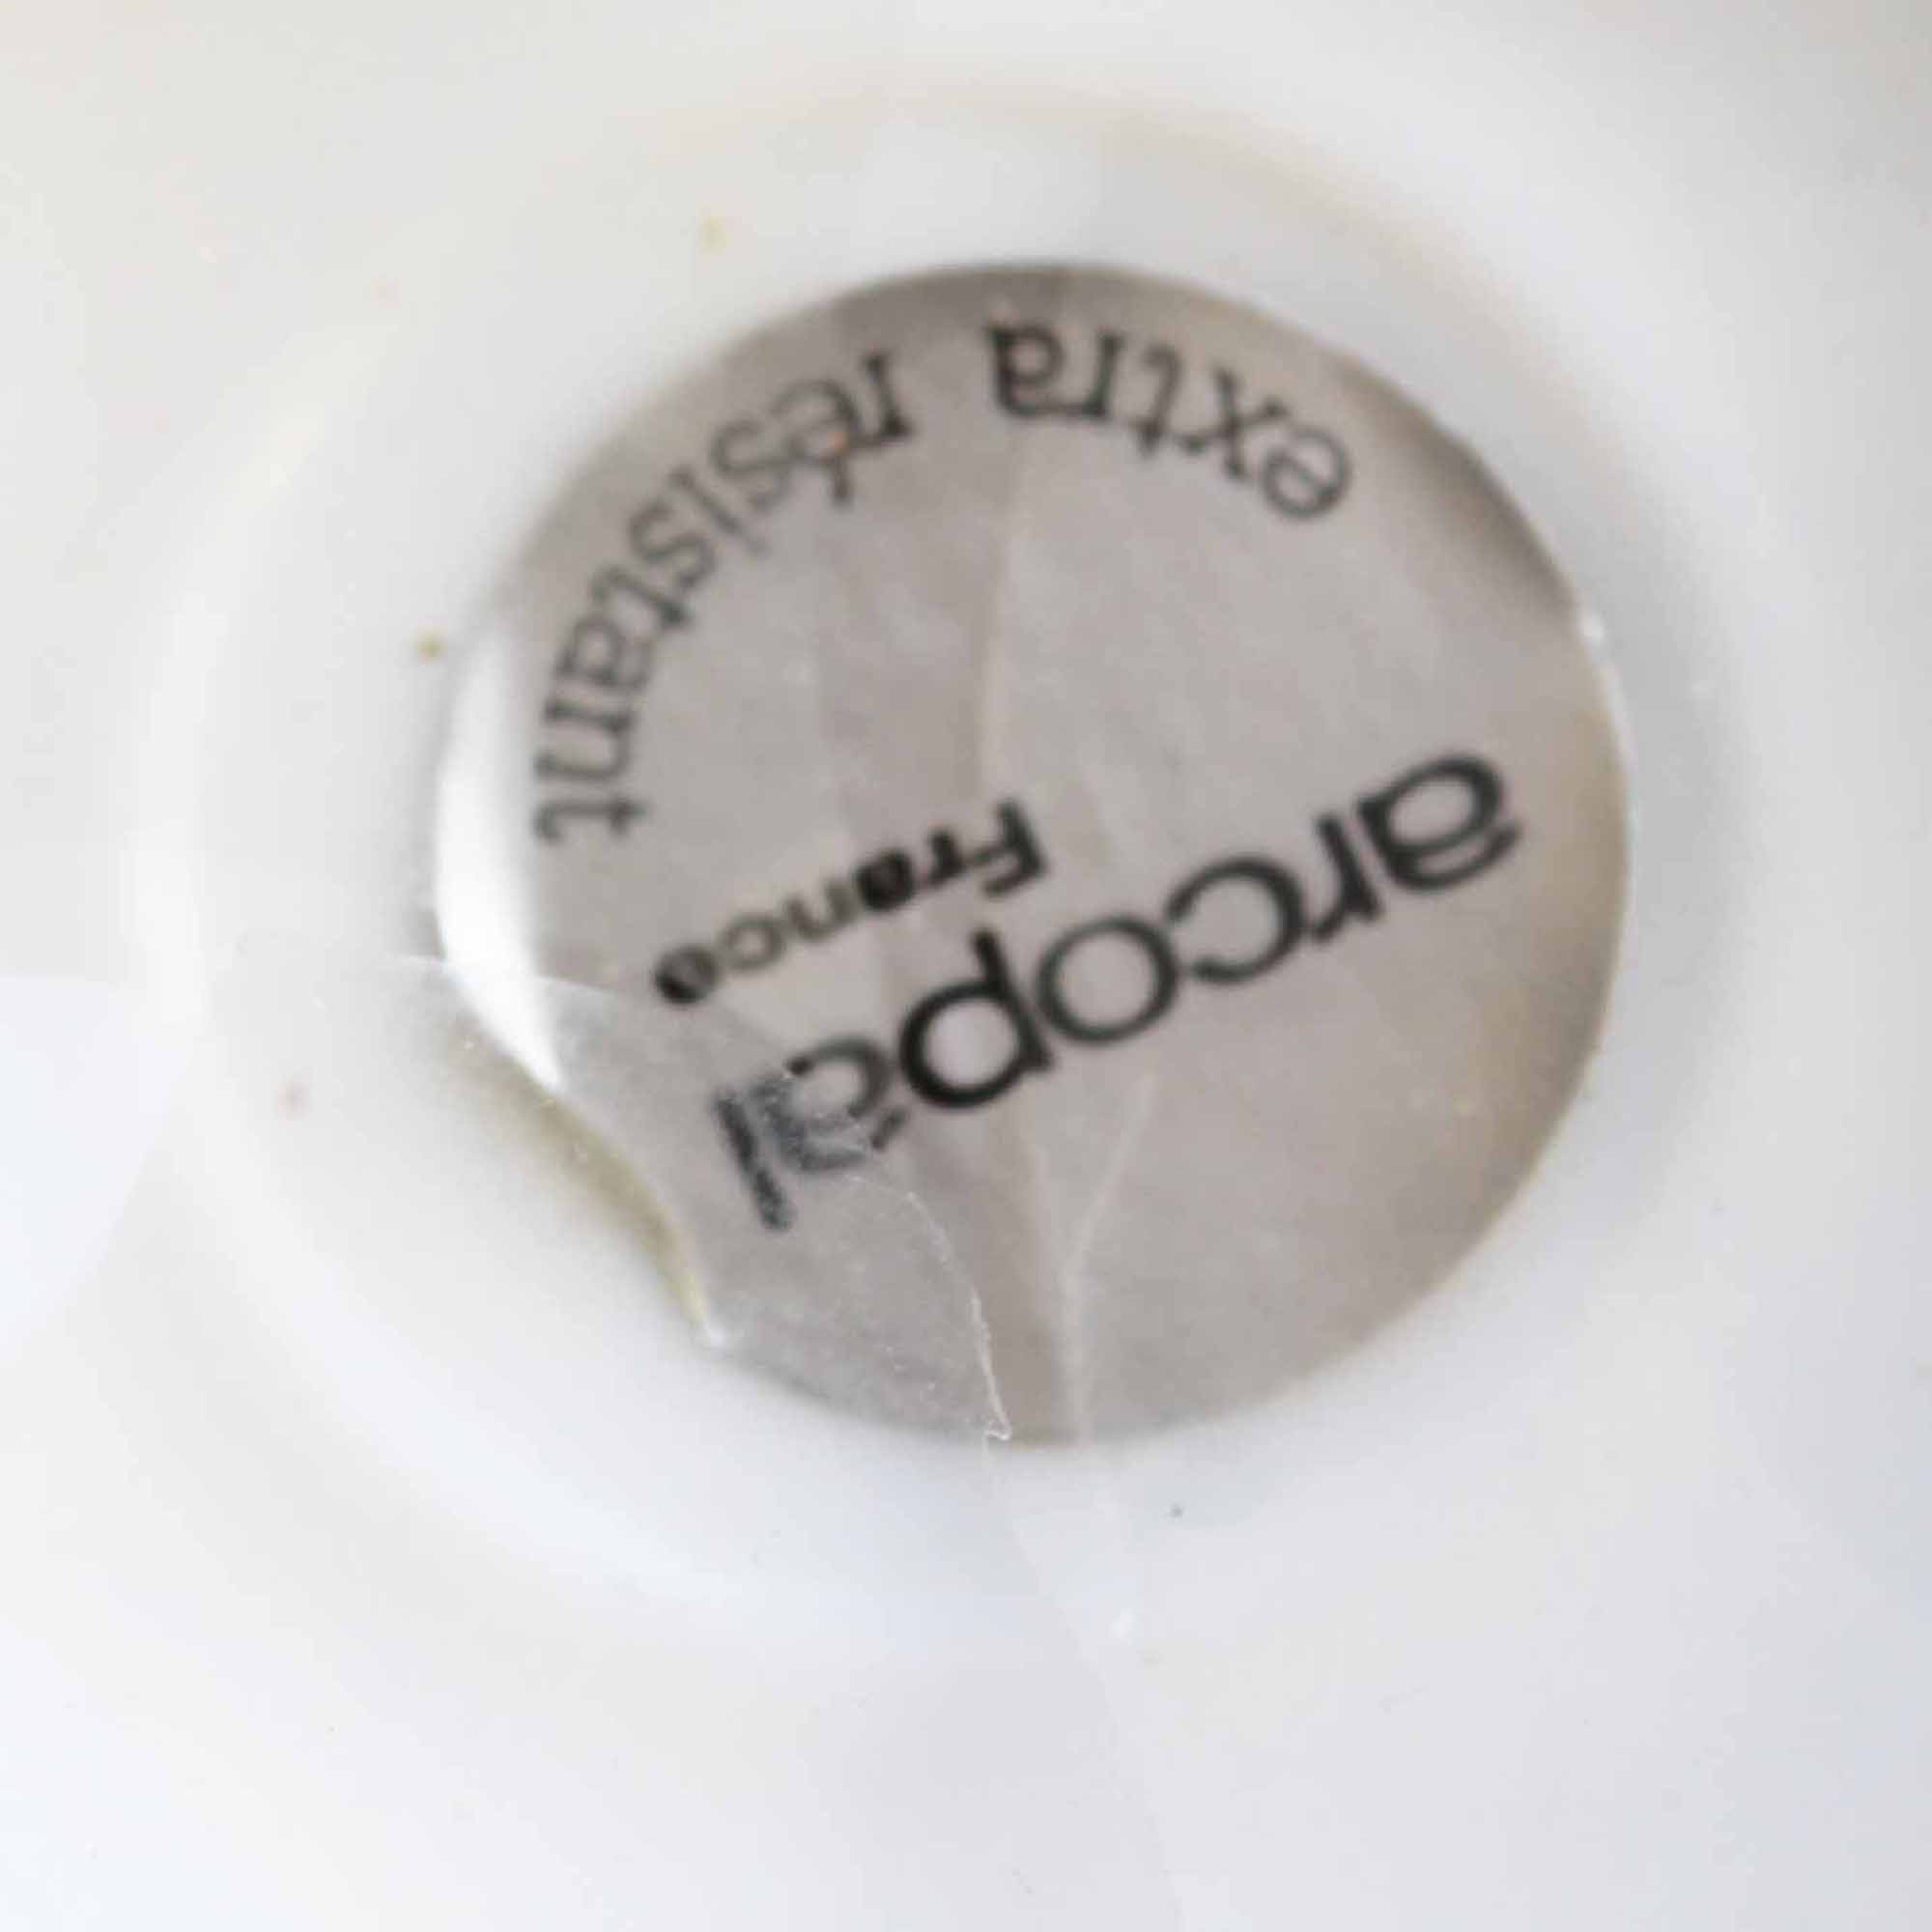 arcopal
France
extra résistant